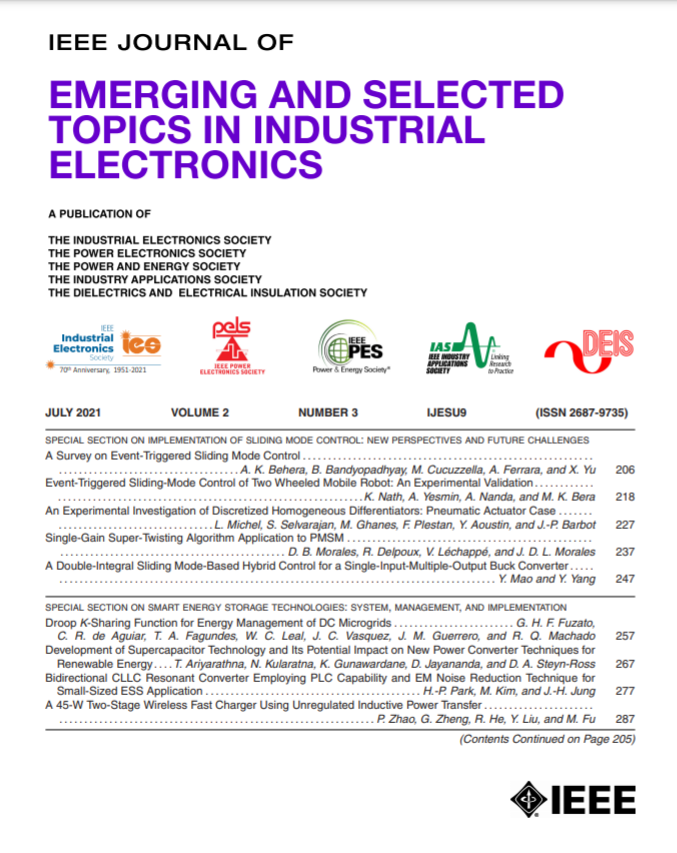 IEEE JOURNAL OF
EMERGING AND SELECTED
TOPICS IN INDUSTRIAL
ELECTRONICS
A PUBLICATION OF
THE INDUSTRIAL ELECTRONICS SOCIETY
THE POWER ELECTRONICS SOCIETY
THE POWER AND ENERGY SOCIETY
THE INDUSTRY APPLICATIONS SOCIETY
THE DIELECTRICS AND ELECTRICAL INSULATION SOCIETY
IEEE
Industrial
Electronics
Society
ies
70th Anniversary, 1951-2021
pels
IEEE POWER
ELECTRONICS SOCIETY
IEEE
PES
Power & Energy Society®
IAS
IEEE INDUSTRY
APPLICATIONS
SOCIETY
Linking
Research
to Practice
DEIS
JULY 2021 VOLUME 2 NUMBER 3 IJESU9 (ISSN 2687-9735)
SPECIAL SECTION ON IMPLEMENTATION OF SLIDING MODE CONTROL: NEW PERSPECTIVES AND FUTURE CHALLENGES
A Survey on Event-Triggered Sliding Mode Control ................................................................
........................................ A. K. Behera, B. Bandyopadhyay, M. Cucuzzella, A. Ferrara, and X. Yu 206
Event-Triggered Sliding-Mode Control of Two Wheeled Mobile Robot: An Experimental Validation ............
.................................................................... K. Nath, A. Yesmin, A. Nanda, and M. K. Bera 218
An Experimental Investigation of Discretized Homogeneous Differentiators: Pneumatic Actuator Case .......
.................................. L. Michel, S. Selvarajan, M. Ghanes, F. Plestan, Y. Aoustin, and J.-P. Barbot 227
Single-Gain Super-Twisting Algorithm Application to PMSM ......................................................
.................................................. D. B. Morales, R. Delpoux, V. Léchappé, and J. D. L. Morales 237
A Double-Integral Sliding Mode-Based Hybrid Control for a Single-Input-Multiple-Output Buck Converter .....
................................................................................................ Y. Mao and Y. Yang 247
SPECIAL SECTION ON SMART ENERGY STORAGE TECHNOLOGIES: SYSTEM, MANAGEMENT, AND IMPLEMENTATION
Droop K-Sharing Function for Energy Management of DC Microgrids ........................ G. H. F. Fuzato,
C. R. de Aguiar, T. A. Fagundes, W. C. Leal, J. C. Vasquez, J. M. Guerrero, and R. Q. Machado 257
Development of Supercapacitor Technology and Its Potential Impact on New Power Converter Techniques for
Renewable Energy .... T. Ariyarathna, N. Kularatna, K. Gunawardane, D. Jayananda, and D. A. Steyn-Ross 267
Bidirectional CLLC Resonant Converter Employing PLC Capability and EM Noise Reduction Technique for
Small-Sized ESS Application ............................................ H.-P. Park, M. Kim, and J.-H. Jung 277
A 45-W Two-Stage Wireless Fast Charger Using Unregulated Inductive Power Transfer ......................
.................................................................... P. Zhao, G. Zheng, R. He, Y. Liu, and M. Fu 287
(Contents Continued on Page 205)
IEEE